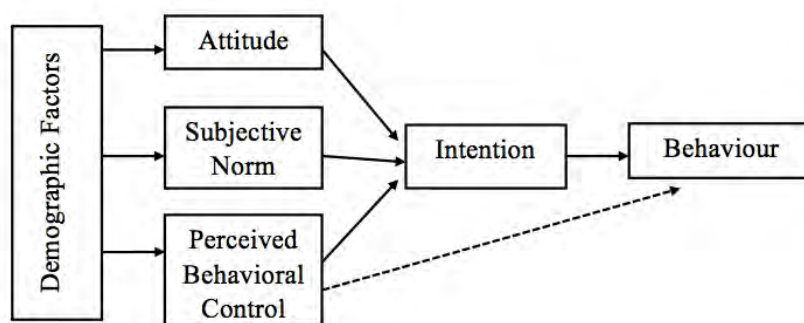 Demographic Factors
Attitude
Subjective
Norm
Perceived
Behavioral
Control
Intention
Behaviour